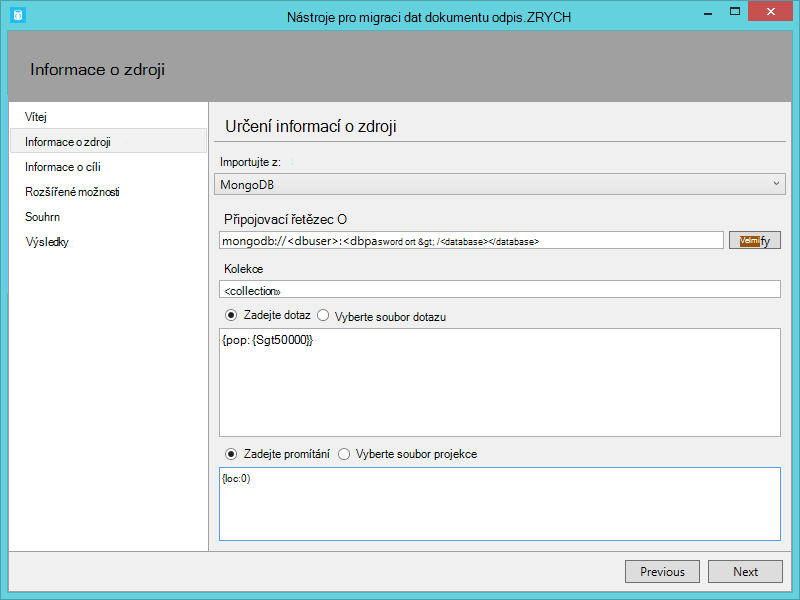 Nástroje pro migraci dat dokumentu odpis.ZRYCH
Informace o zdroji
Vítej
Informace o zdroji
Informace o cíli
Rozšířené možnosti
Souhrn
Výsledky
Určení informací o zdroji
Importujte z:
MongoDB
Připojovací řetězec O
mongodb://<dbuser>:<dbpasword ort &gt; /<database></database>
Velmi fy
Kolekce
<collection»
Zadejte dotaz Vyberte soubor dotazu
{pop: {Sgt50000}}
Zadejte promítání Vyberte soubor projekce
{loc:0)
Previous Next